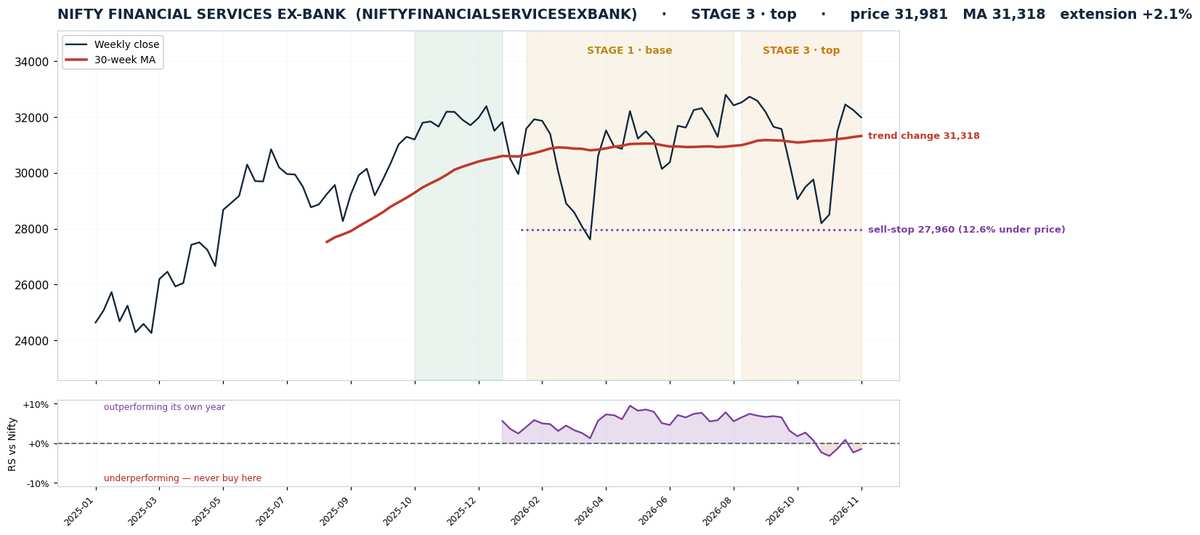 NIFTY FINANCIAL SERVICES EX-BANK (NIFTYFINANCIALSERVICESEXBANK) · STAGE 3 · top · price 31,981 MA 31,318 extension +2.1%
Weekly close
30-week MA
STAGE 1 · base
STAGE 3 · top
34000
32000
30000
28000
26000
24000
trend change 31,318
sell-stop 27,960 (12.6% under price)
RS vs Nifty
+10%
+0%
-10%
outperforming its own year
underperforming — never buy here
2025-01
2025-03
2025-05
2025-07
2025-09
2025-10
2025-12
2026-02
2026-04
2026-06
2026-08
2026-10
2026-11